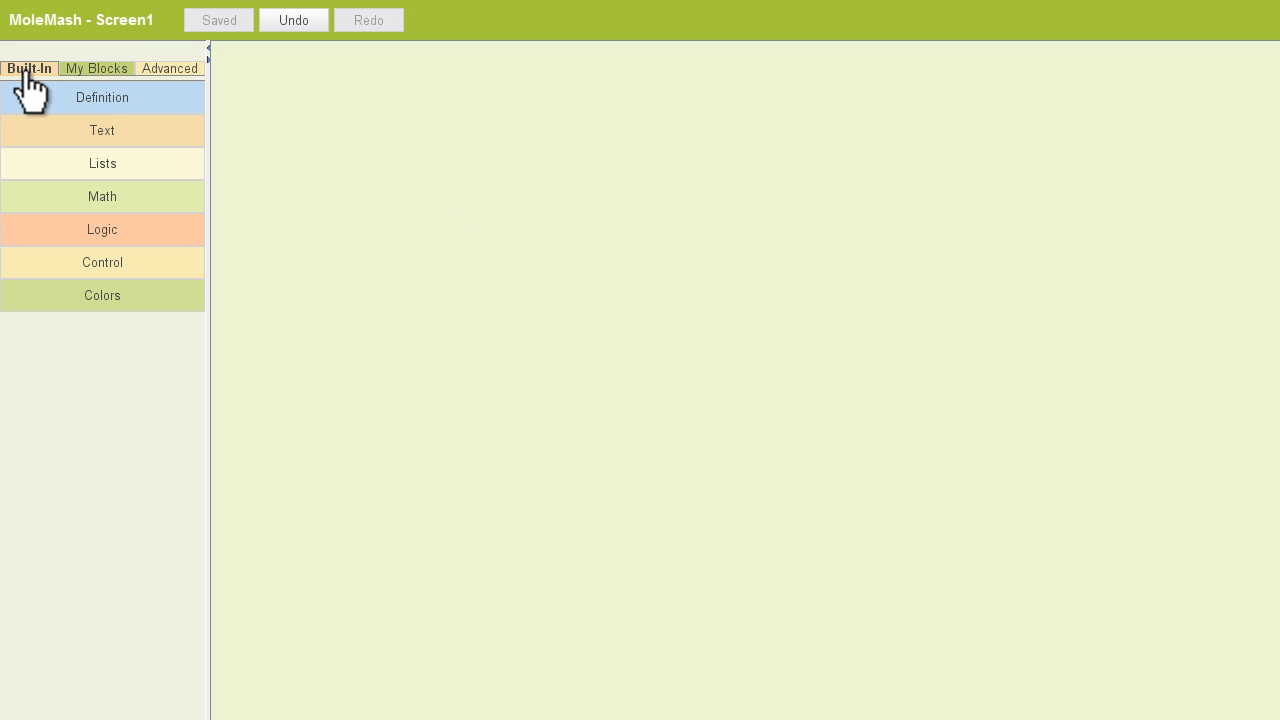 MoleMash - Screen1
Saved
Undo
Redo
Built-In
My Blocks
Advanced
Definition
Text
Lists
Math
Logic
Control
Colors